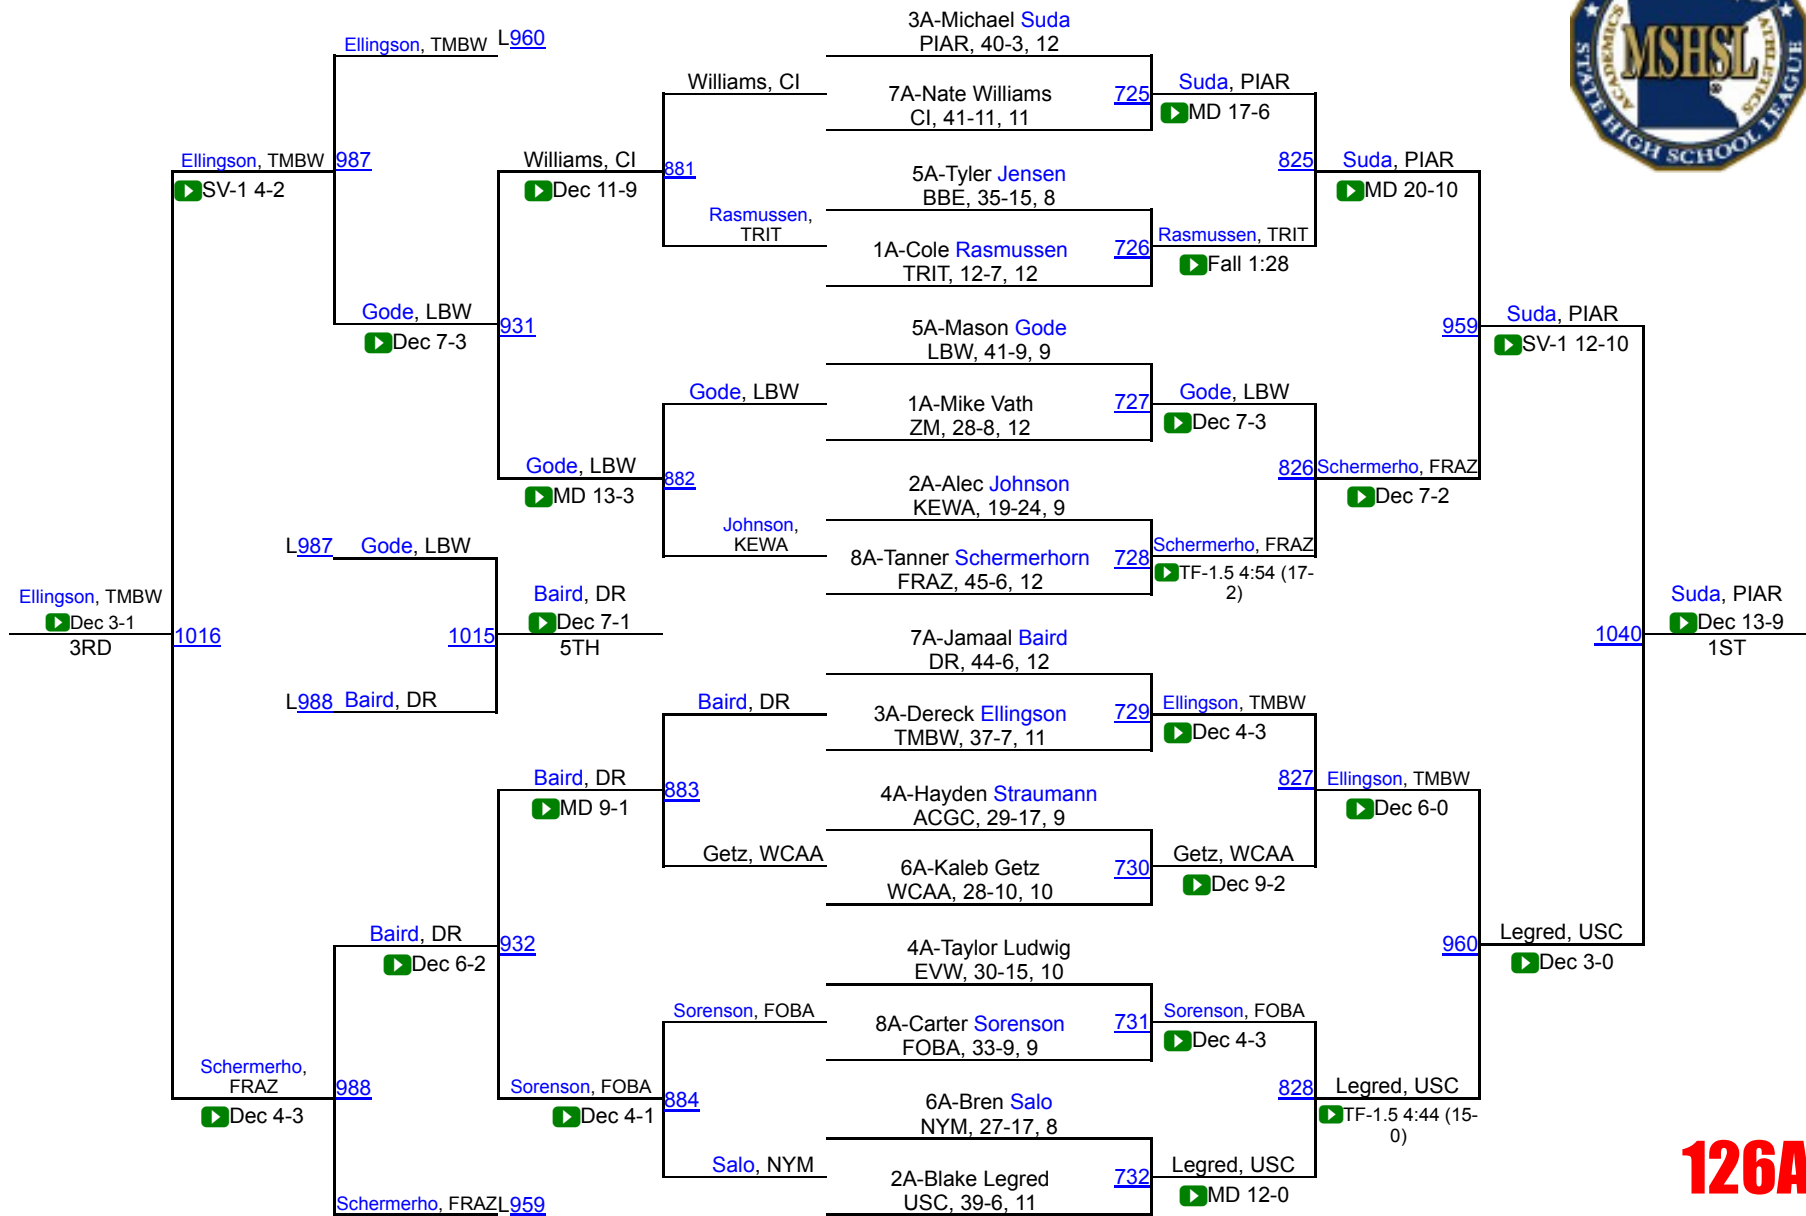 3A-Michael Suda
PIAR, 40-3, 12
Ellingson, TMBW L960
MSHSL
ACADEMICS
ATHLETICS
STATE HIGH SCHOOL LEAGUE
Williams, CI
7A-Nate Williams
CI, 41-11, 11
725
Suda, PIAR
MD 17-6
Ellingson, TMBW
SV-1 4-2
987
Williams, CI
Dec 11-9
881
5A-Tyler Jensen
BBE, 35-15, 8
825
Suda, PIAR
MD 20-10
Rasmussen,
TRIT
1A-Cole Rasmussen
TRIT, 12-7, 12
726
Rasmussen, TRIT
Fall 1:28
Gode, LBW
Dec 7-3
931
5A-Mason Gode
LBW, 41-9, 9
959
Suda, PIAR
SV-1 12-10
Gode, LBW
1A-Mike Vath
ZM, 28-8, 12
727
Gode, LBW
Dec 7-3
Gode, LBW
MD 13-3
882
2A-Alec Johnson
KEWA, 19-24, 9
826
Schermerho, FRAZ
Dec 7-2
Johnson,
KEWA
8A-Tanner Schermerhorn
FRAZ, 45-6, 12
728
Schermerho, FRAZ
TF-1.5 4:54 (17-
2)
L987 Gode, LBW
Ellingson, TMBW
Dec 3-1
3RD
1016
1015
Baird, DR
Dec 7-1
5TH
7A-Jamaal Baird
DR, 44-6, 12
1040
Suda, PIAR
Dec 13-9
1ST
L988 Baird, DR
Baird, DR
3A-Dereck Ellingson
TMBW, 37-7, 11
729
Ellingson, TMBW
Dec 4-3
Baird, DR
MD 9-1
883
4A-Hayden Straumann
ACGC, 29-17, 9
827
Ellingson, TMBW
Dec 6-0
Getz, WCAA
6A-Kaleb Getz
WCAA, 28-10, 10
730
Getz, WCAA
Dec 9-2
Baird, DR
Dec 6-2
932
4A-Taylor Ludwig
EVW, 30-15, 10
960
Legred, USC
Dec 3-0
Sorenson, FOBA
8A-Carter Sorenson
FOBA, 33-9, 9
731
Sorenson, FOBA
Dec 4-3
Schermerho,
FRAZ
Dec 4-3
988
Sorenson, FOBA
Dec 4-1
884
6A-Bren Salo
NYM, 27-17, 8
828
Legred, USC
TF-1.5 4:44 (15-
0)
Salo, NYM
2A-Blake Legred
USC, 39-6, 11
732
Legred, USC
MD 12-0
Schermerho, FRAZL959
126A